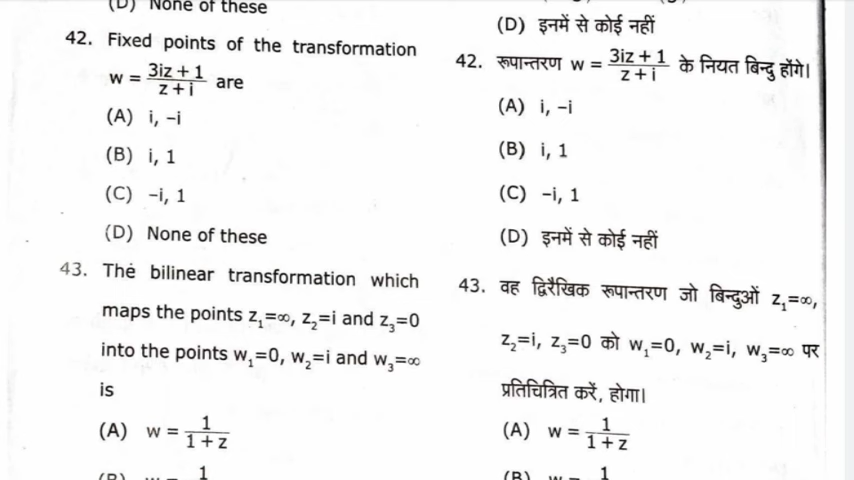 (D) None of these
42. Fixed points of the transformation
w = 3iz + 1 / z + i are
(A) i, -i
(B) i, 1
(C) -i, 1
(D) None of these
43. The bilinear transformation which
maps the points z₁=∞, z₂=i and z₃=0
into the points w₁=0, w₂=i and w₃=∞
is
(A) w = 1 / 1 + z
(B) w = 1
(D) इनमें से कोई नहीं
42. रूपान्तरण w = 3iz + 1 / z + i के नियत बिन्दु होंगे।
(A) i, -i
(B) i, 1
(C) -i, 1
(D) इनमें से कोई नहीं
43. वह द्विरैखिक रूपान्तरण जो बिन्दुओं z₁=∞,
z₂=i, z₃=0 को w₁=0, w₂=i, w₃=∞ पर
प्रतिचित्रित करें, होगा।
(A) w = 1 / 1 + z
(B) w = 1